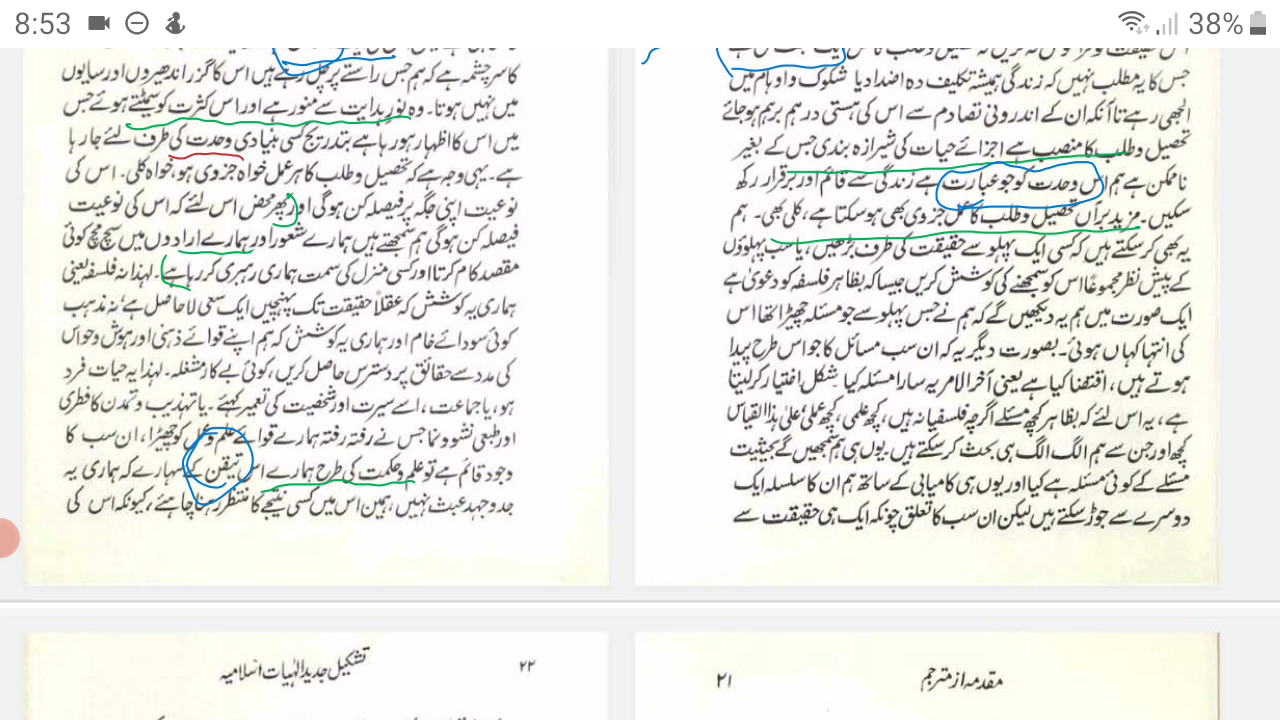 8:53
38%
جس کا یہ مطلب نہیں کہ زندگی ہمیشہ تکلیف دہ اضداد یا شکوک و اوہام میں
الجھی رہے تا آنکہ ان کے اندرونی تصادم سے اس کی ہستی درہم برہم ہو جائے
تحصیل و طلب کا منصب ہے اجزائے حیات کی شیرازہ بندی جس کے بغیر
ناممکن ہے ہم اس وحدت کو جو عبارت ہے زندگی سے قائم اور برقرار رکھ
سکیں۔ مزید برآں تحصیل و طلب کا عمل جزوی بھی ہو سکتا ہے، کلی بھی۔ ہم
یہ بھی کر سکتے ہیں کہ کسی ایک پہلو سے حقیقت کی طرف بڑھیں، یا سب پہلوؤں
کے پیش نظر مجموعاً اس کو سمجھنے کی کوشش کریں جیسا کہ بظاہر فلسفہ کو دعویٰ ہے
ایک صورت میں ہم یہ دیکھیں گے کہ ہم نے جس پہلو سے جو مسئلہ چھیڑا تھا اس
کی انتہا کہاں ہوئی۔ بصورت دیگر یہ کہ ان سب مسائل کا جو اس طرح پیدا
ہوتے ہیں، اقتضا کیا ہے یعنی آخر الامر یہ سارا مسئلہ کیا شکل اختیار کر لیتا
ہے، یہ اس لئے کہ بظاہر کچھ مسئلے اگرچہ فلسفیانہ ہیں، کچھ علمی، کچھ عملی، علیٰ ہذا القیاس
کچھ اور جن سے ہم الگ الگ ہی بحث کر سکتے ہیں۔ یوں ہی ہم سمجھیں گے بحیثیت
مسئلے کے کوئی مسئلہ ہے کیا اور یوں ہی کامیابی کے ساتھ ہم ان کا سلسلہ ایک
دوسرے سے جوڑ سکتے ہیں لیکن ان سب کا تعلق چونکہ ایک ہی حقیقت سے
کا سرچشمہ ہے کہ ہم جس راستے پر چل رہے ہیں اس کا گزر اندھیروں اور سایوں
میں نہیں ہوتا۔ وہ نور ہدایت سے منور ہے اور اس کثرت کو سمیٹتے ہوئے جس
میں اس کا اظہار ہو رہا ہے بتدریج کسی بنیادی وحدت کی طرف لئے جا رہا
ہے۔ یہی وجہ ہے کہ تحصیل و طلب کا ہر عمل خواہ جزوی ہو، خواہ کلی۔ اس کی
نوعیت اپنی جگہ پر فیصلہ کن ہوگی اور پھر محض اس لئے کہ اس کی نوعیت
فیصلہ کن ہوگی ہم سمجھتے ہیں ہمارے شعور اور ہمارے ارادوں میں سچ مچ کوئی
مقصد کام کرتا اور کسی منزل کی سمت ہماری رہبری کر رہا ہے۔ لہذا نہ فلسفہ یعنی
ہماری یہ کوشش کہ عقلاً حقیقت تک پہنچیں ایک سعی لاحاصل ہے، نہ مذہب
کوئی سودائے خام اور ہماری یہ کوشش کہ ہم اپنے قوائے ذہنی اور ہوش و حواس
کی مدد سے حقائق پر دسترس حاصل کریں، کوئی بے کار مشغلہ۔ لہذا یہ حیات فرد
ہو، یا جماعت، اسے سیرت اور شخصیت کی تعمیر کہئے۔ یا تہذیب و تمدن کا فطری
اور طبعی نشوونما جس نے رفتہ رفتہ ہمارے قوائے علم و عمل کو چھیڑا، ان سب کا
وجود قائم ہے تو علم و حکمت کی طرح ہمارے اس تیقن کے سہارے کہ ہماری یہ
جدوجہد عبث نہیں، ہمیں اس میں کسی نتیجے کا منتظر رہنا چاہئے، کیونکہ اس کی
۲۱ مقدمہ از مترجم
تشکیل جدید الٰہیات اسلامیہ ۲۲